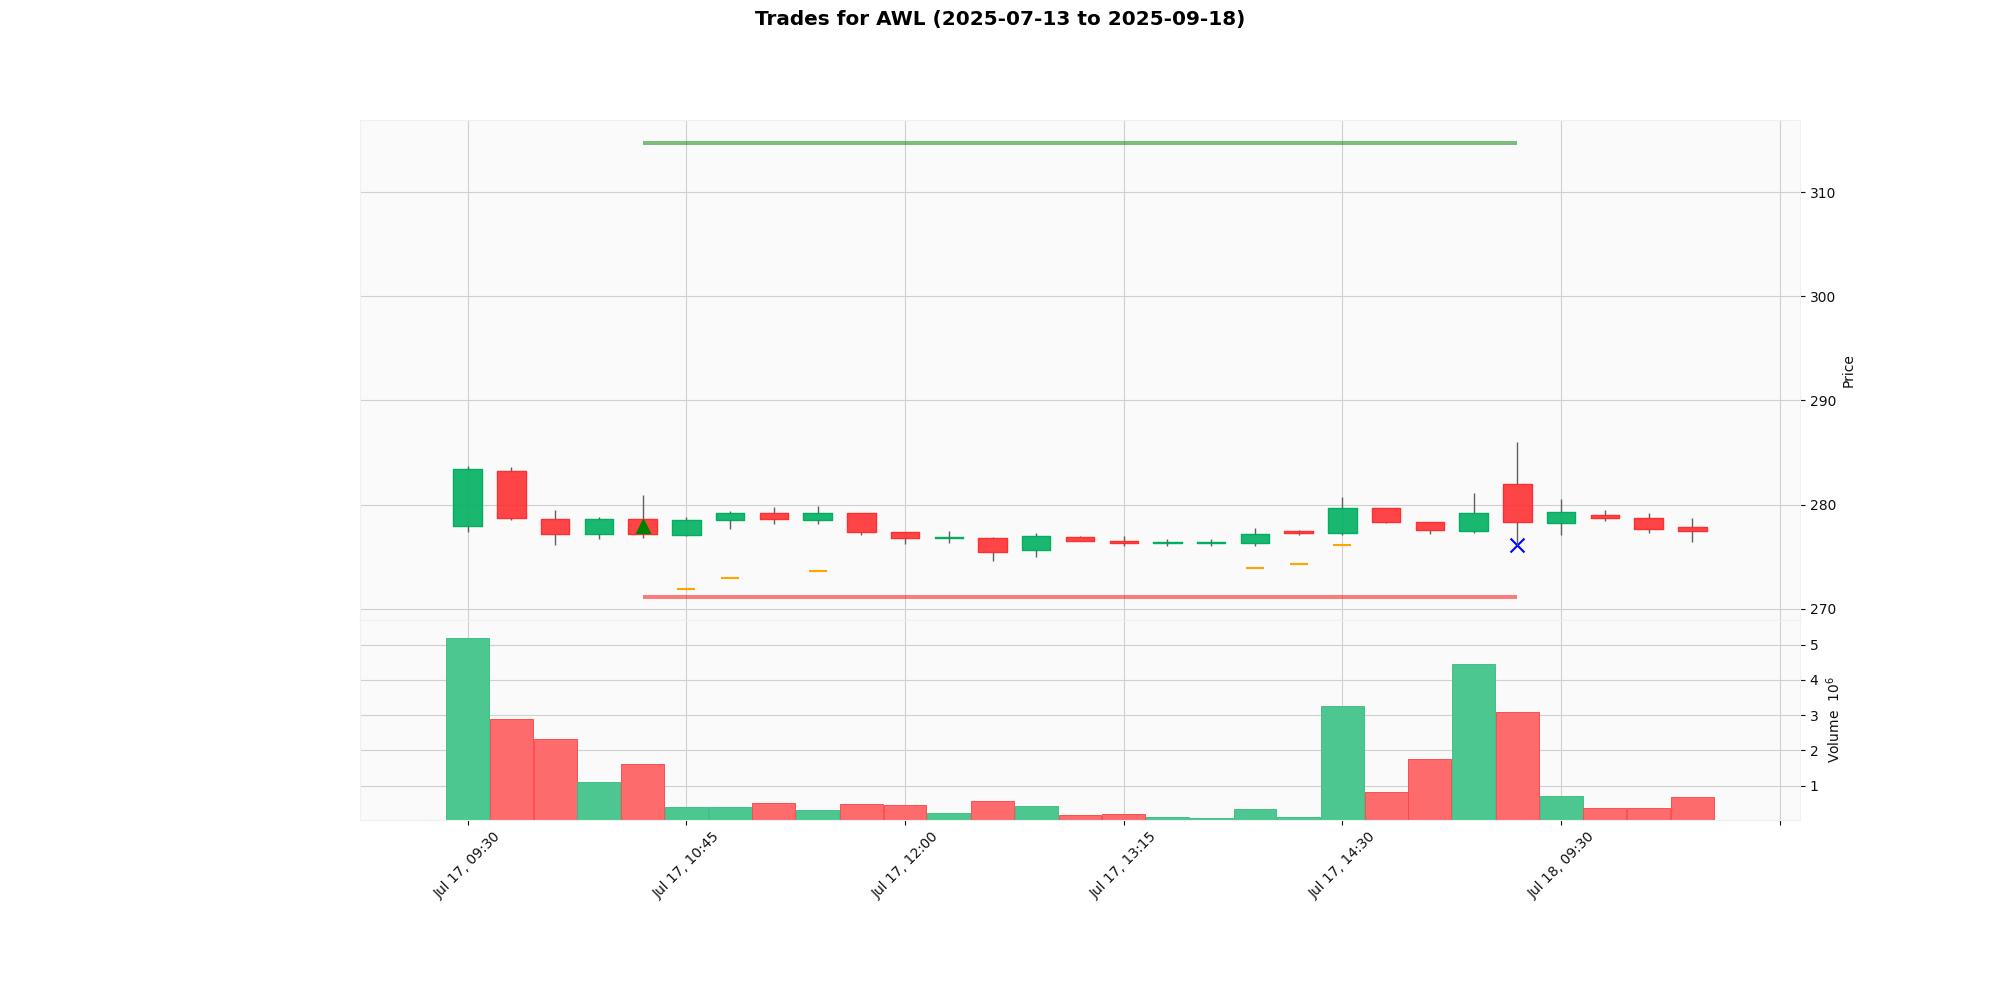 Trades for AWL (2025-07-13 to 2025-09-18)
310
300
290
280
270
Price
5
4
3
2
1
Volume 10⁶
Jul 17, 09:30
Jul 17, 10:45
Jul 17, 12:00
Jul 17, 13:15
Jul 17, 14:30
Jul 18, 09:30